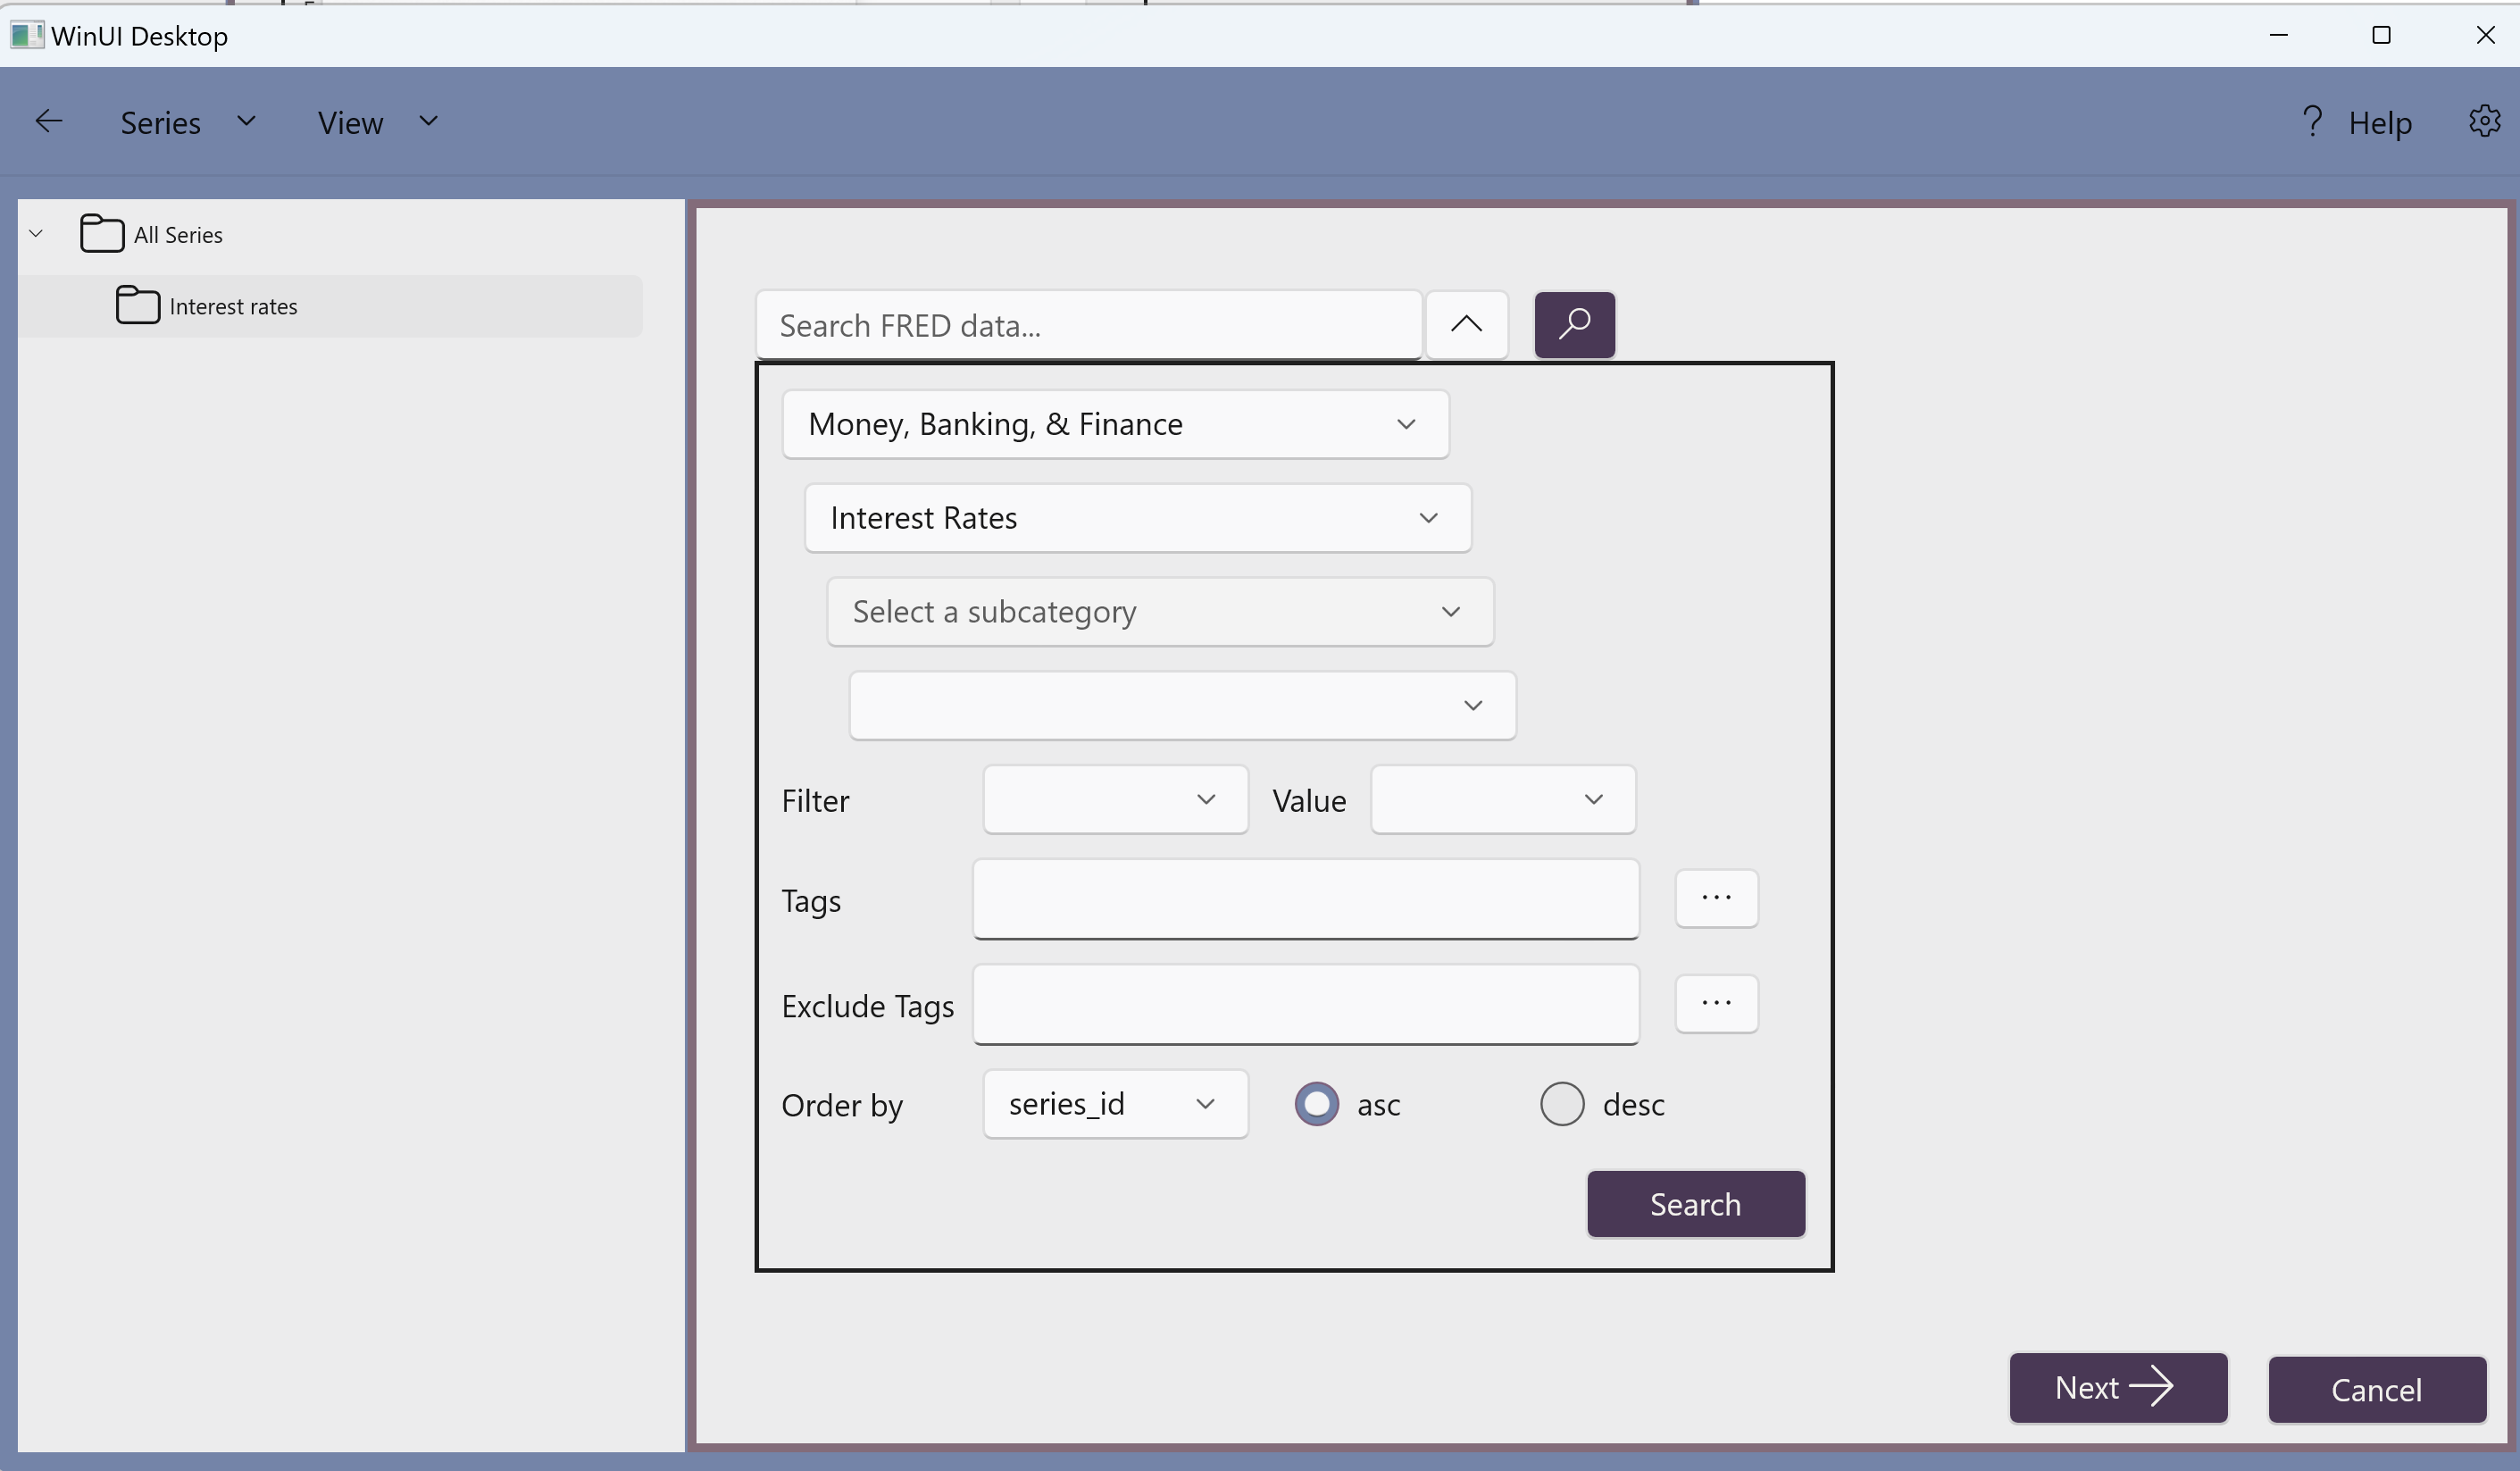 WinUI Desktop
Series View ? Help
All Series
Interest rates
Search FRED data...
Money, Banking, & Finance
Interest Rates
Select a subcategory
Filter Value
Tags ...
Exclude Tags ...
Order by series_id asc desc
Search
Next Cancel